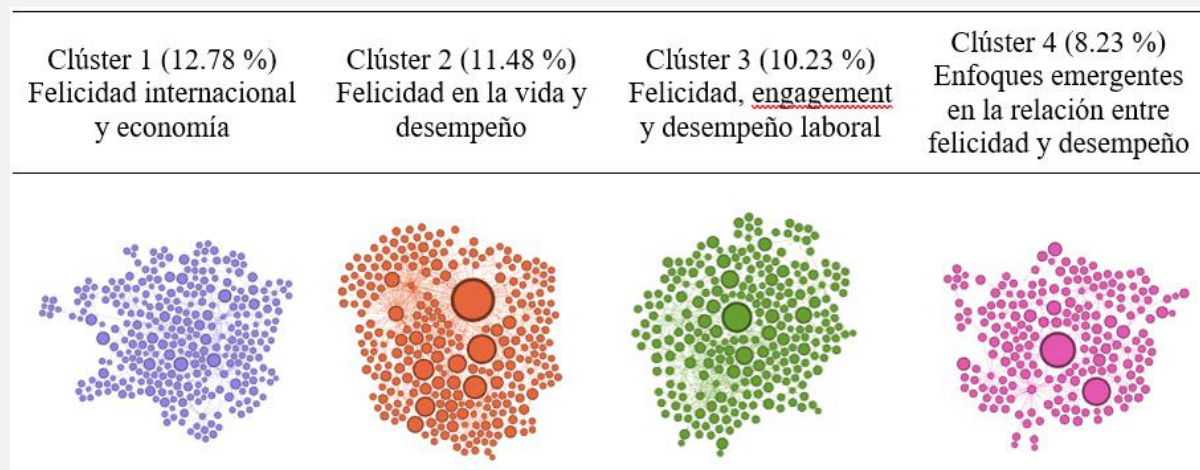 Clúster 1 (12.78 %)
Felicidad internacional
y economía
Clúster 2 (11.48 %)
Felicidad en la vida y
desempeño
Clúster 3 (10.23 %)
Felicidad, engagement
y desempeño laboral
Clúster 4 (8.23 %)
Enfoques emergentes
en la relación entre
felicidad y desempeño